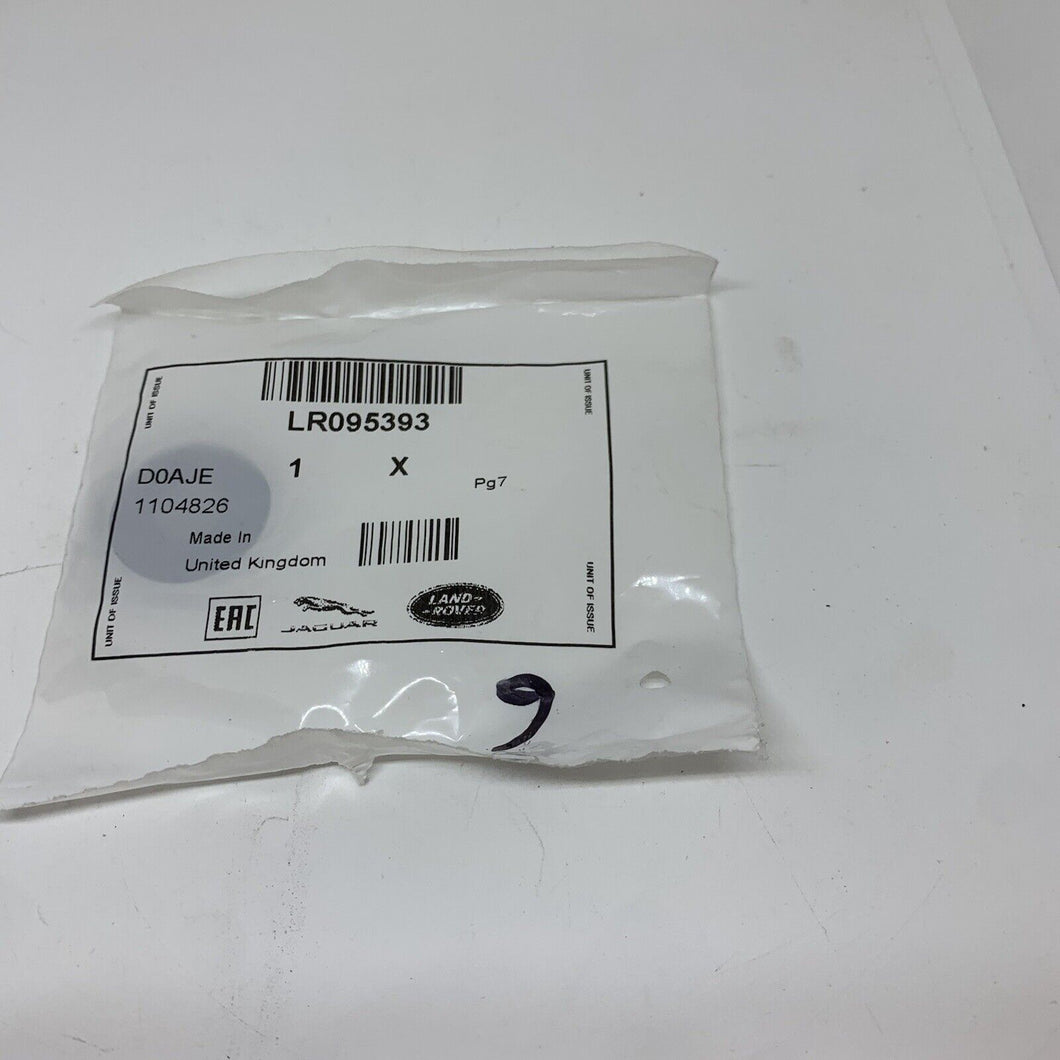 UNIT OF ISSUE
UNIT OF ISSUE
LR095393
1 X
D0AJE
Pg7
1104826
Made In
United Kingdom
UNIT OF ISSUE
UNIT OF ISSUE
EAC
JAGUAR
LAND-
-ROVER
9